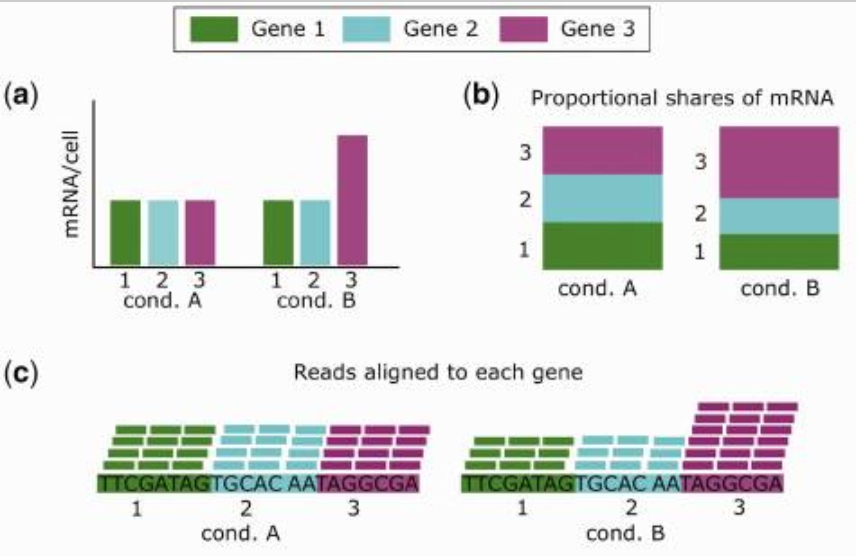 Gene 1 Gene 2 Gene 3
(a)
mRNA/cell
1 2 3
cond. A
1 2 3
cond. B
(b) Proportional shares of mRNA
3
2
1
cond. A
3
2
1
cond. B
(c) Reads aligned to each gene
TTCGATAGTGCAC AATAGGCGA
1 2 3
cond. A
TTCGATAGTGCAC AATAGGCGA
1 2 3
cond. B